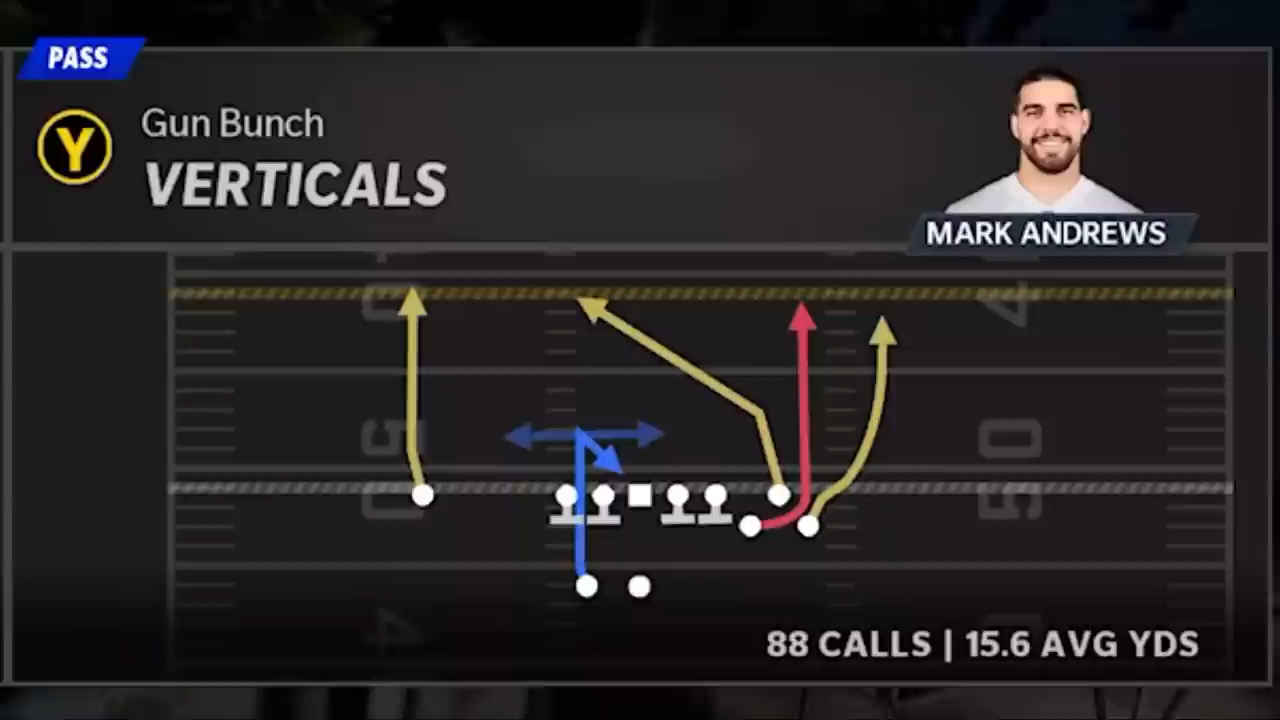 PASS
Y
Gun Bunch
VERTICALS
MARK ANDREWS
88 CALLS | 15.6 AVG YDS